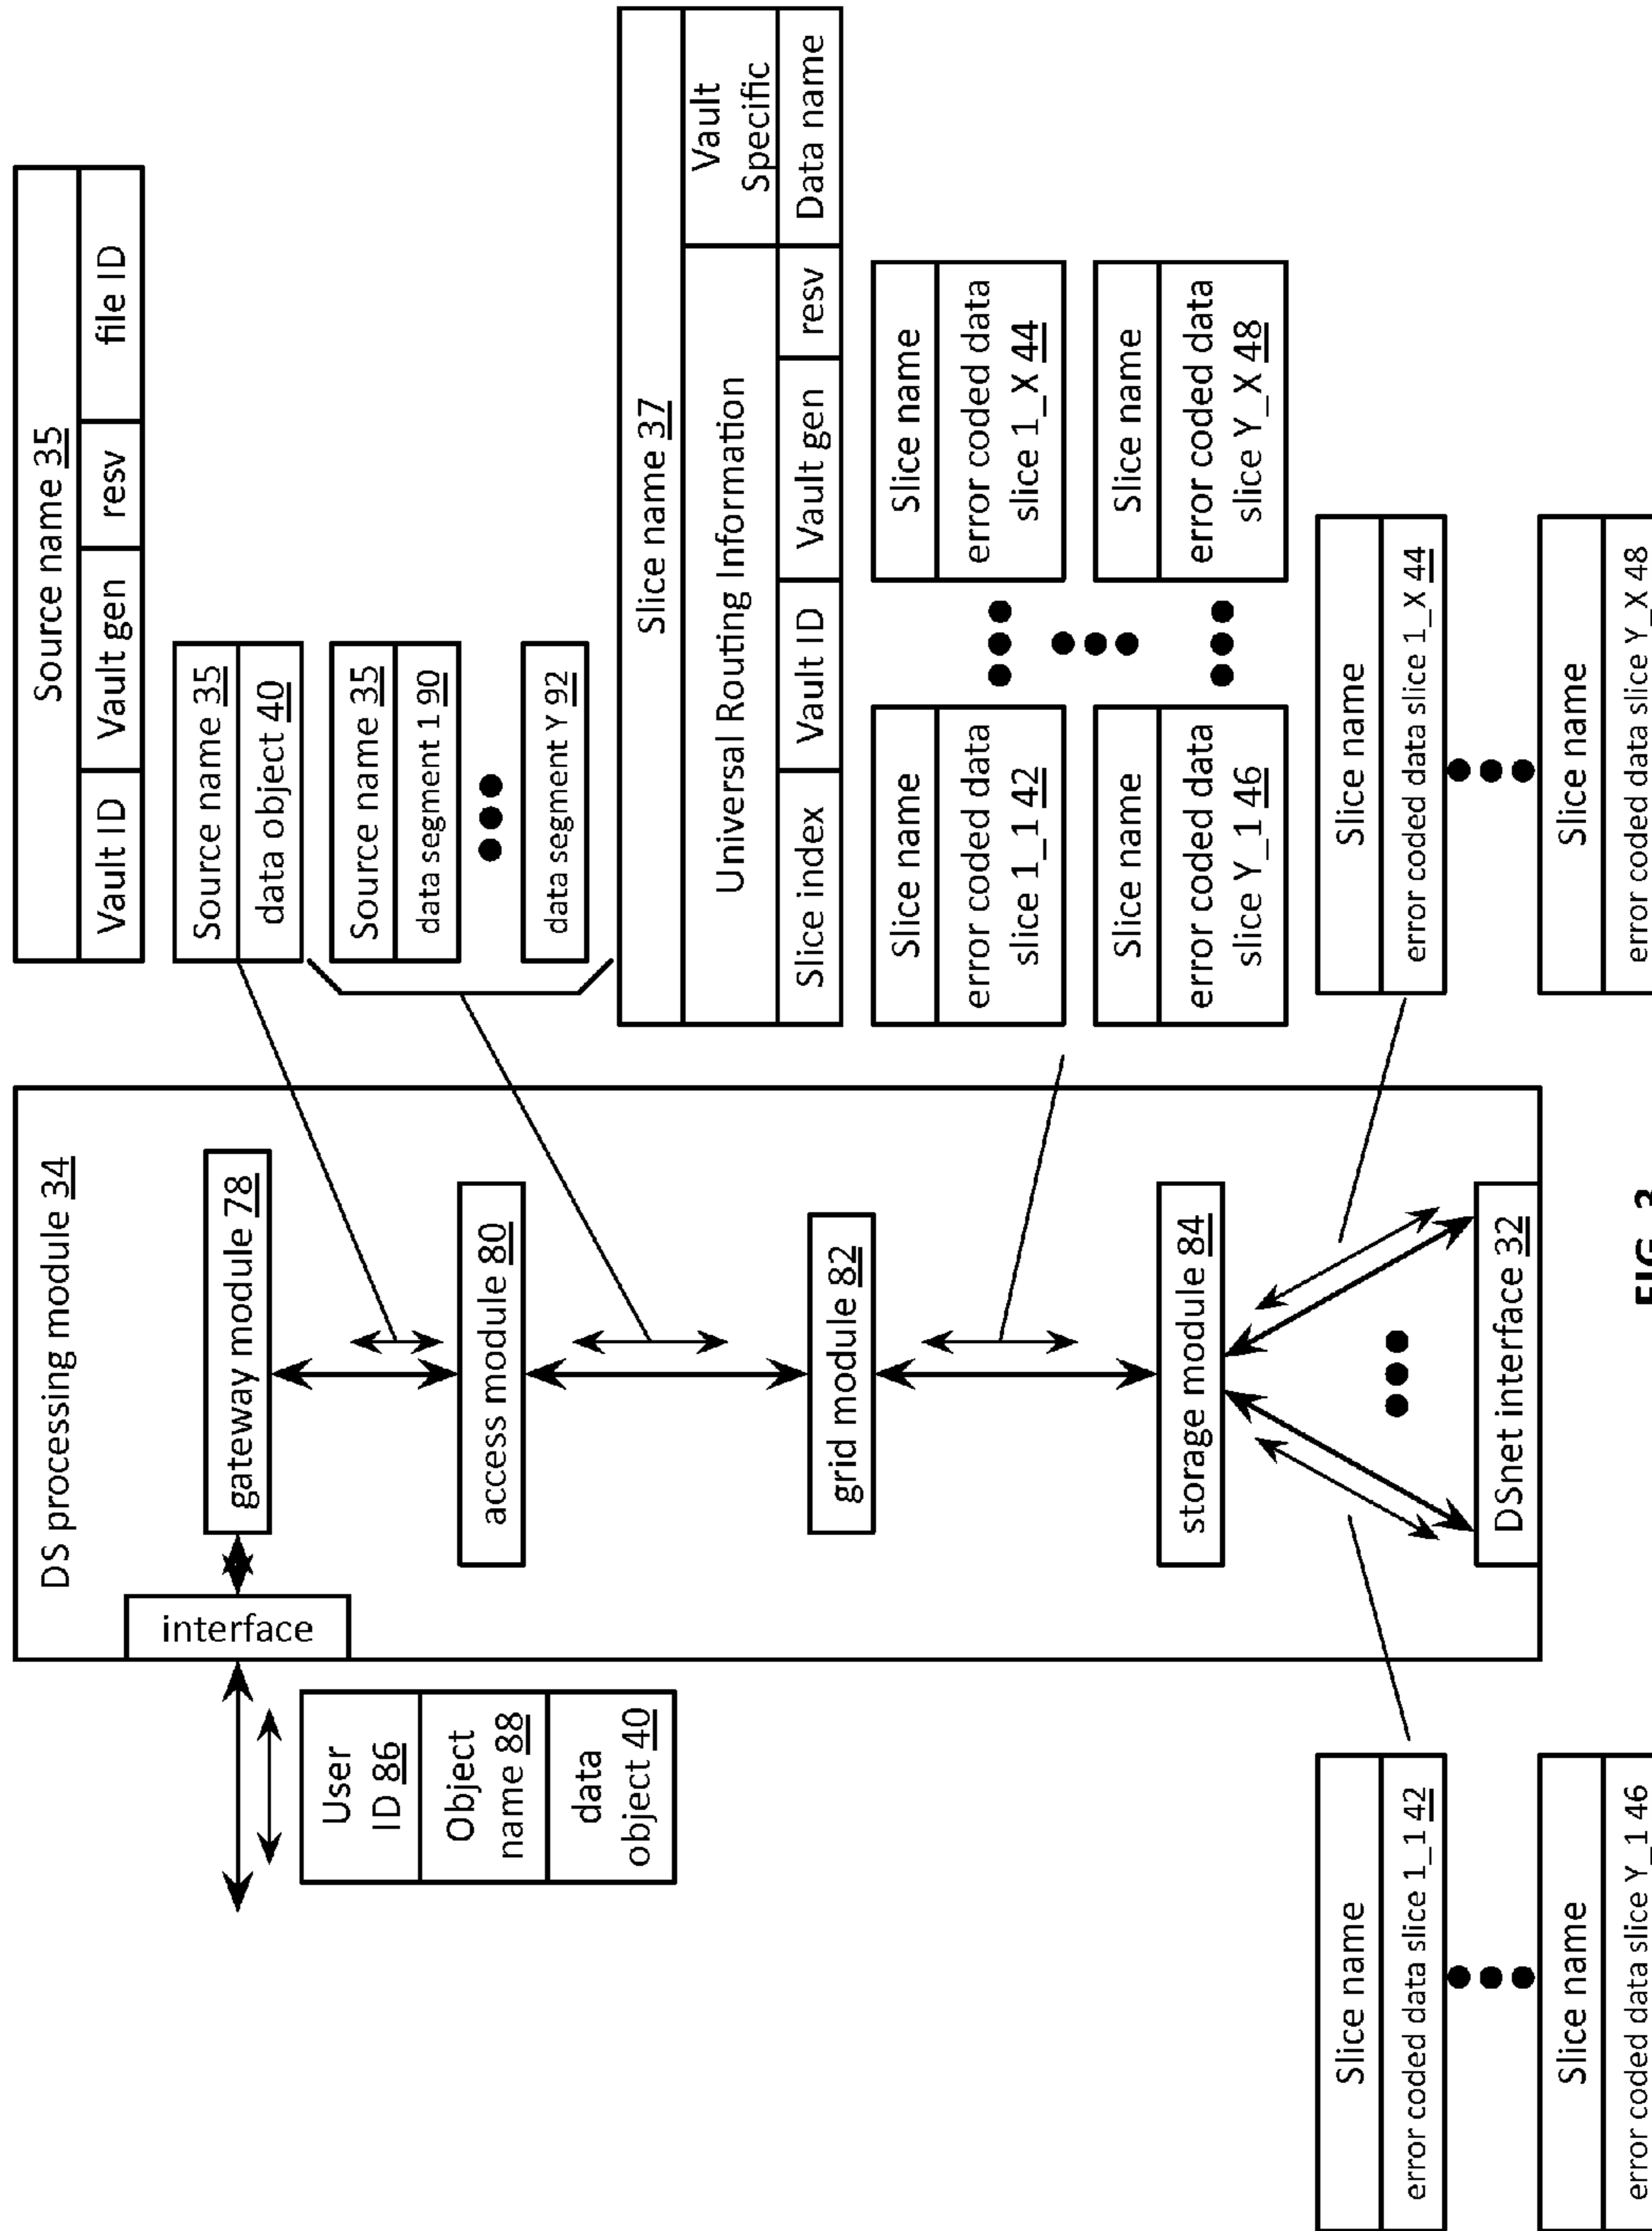 DS processing module 34
interface
gateway module 78
access module 80
grid module 82
storage module 84
DSnet interface 32
User
ID 86
Object
name 88
data
object 40
Source name 35
Vault ID
Vault gen
resv
file ID
Source name 35
data object 40
Source name 35
data segment 1 90
data segment Y 92
Slice name 37
Universal Routing Information
Vault
Specific
Slice index
Vault ID
Vault gen
resv
Data name
Slice name
error coded data
slice 1_1 42
Slice name
error coded data
slice 1_X 44
Slice name
error coded data
slice Y_1 46
Slice name
error coded data
slice Y_X 48
Slice name
error coded data slice 1_1 42
Slice name
error coded data slice Y_1 46
Slice name
error coded data slice 1_X 44
Slice name
error coded data slice Y_X 48
FIG. 3